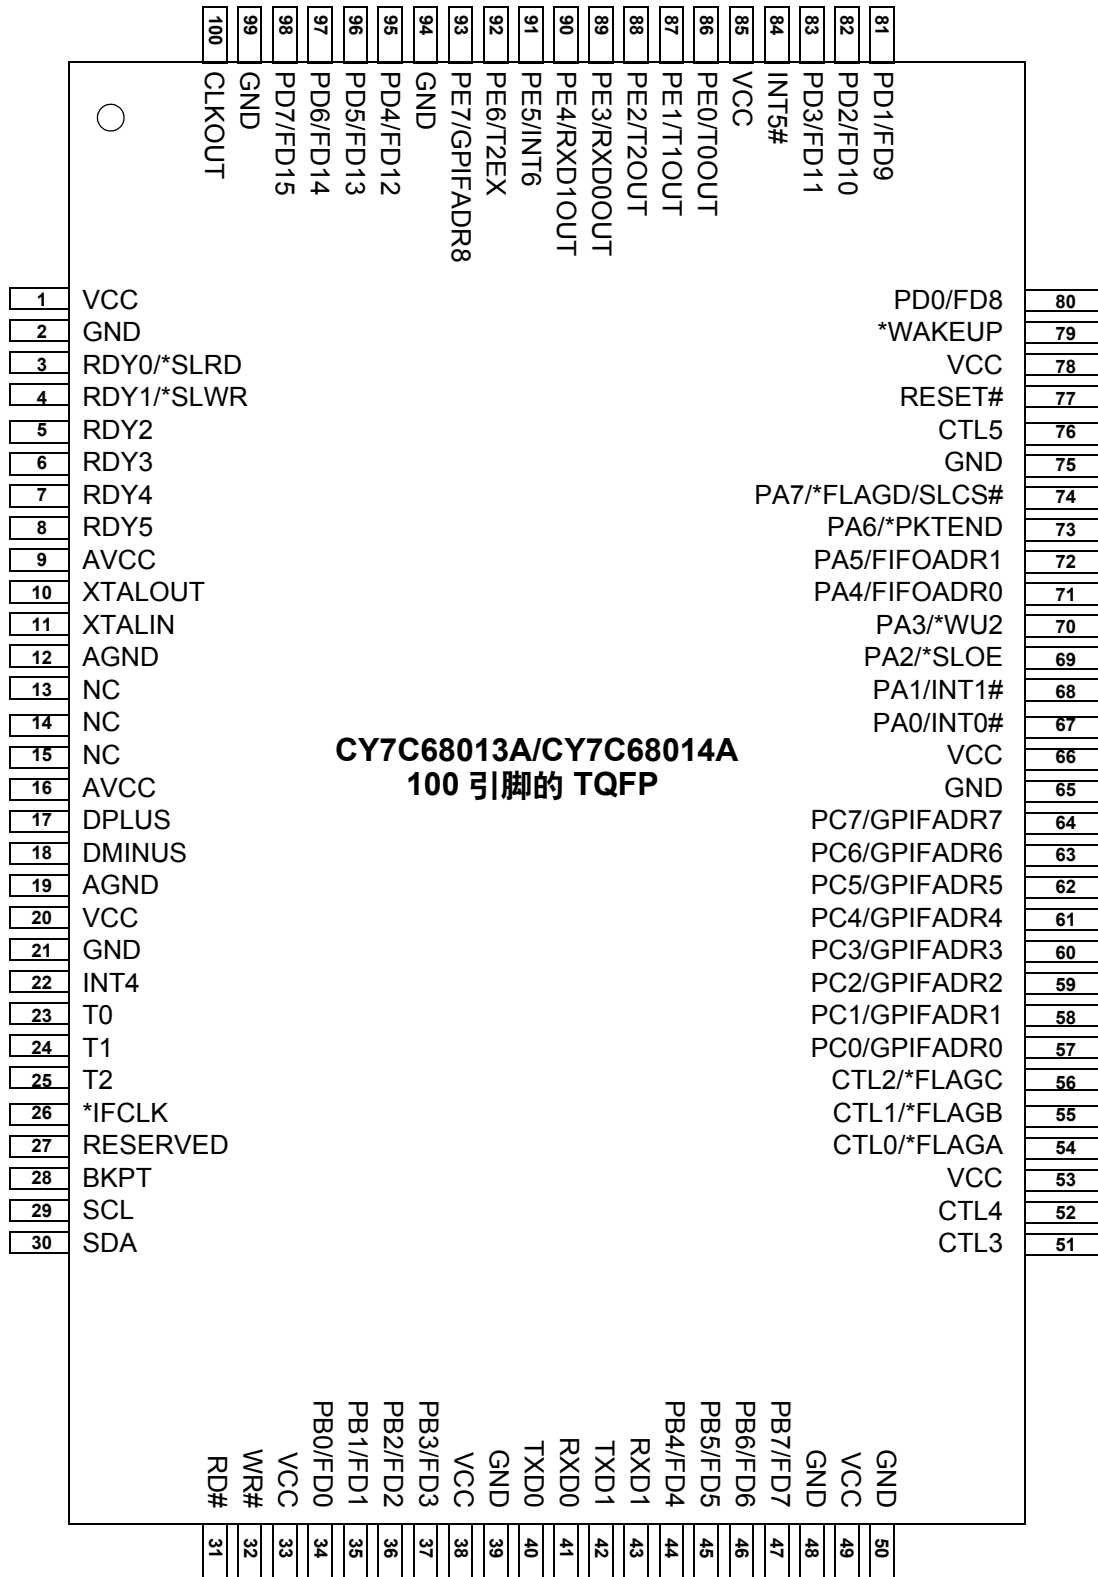 100 99 98 97 96 95 94 93 92 91 90 89 88 87 86 85 84 83 82 81
CLKOUT
GND
PD7/FD15
PD6/FD14
PD5/FD13
PD4/FD12
GND
PE7/GPIFADR8
PE6/T2EX
PE5/INT6
PE4/RXD1OUT
PE3/RXD0OUT
PE2/T2OUT
PE1/T1OUT
PE0/T0OUT
VCC
INT5#
PD3/FD11
PD2/FD10
PD1/FD9
1 VCC
2 GND
3 RDY0/*SLRD
4 RDY1/*SLWR
5 RDY2
6 RDY3
7 RDY4
8 RDY5
9 AVCC
10 XTALOUT
11 XTALIN
12 AGND
13 NC
14 NC
15 NC
16 AVCC
17 DPLUS
18 DMINUS
19 AGND
20 VCC
21 GND
22 INT4
23 T0
24 T1
25 T2
26 *IFCLK
27 RESERVED
28 BKPT
29 SCL
30 SDA
CY7C68013A/CY7C68014A
100 引脚的 TQFP
PD0/FD8 80
*WAKEUP 79
VCC 78
RESET# 77
CTL5 76
GND 75
PA7/*FLAGD/SLCS# 74
PA6/*PKTEND 73
PA5/FIFOADR1 72
PA4/FIFOADR0 71
PA3/*WU2 70
PA2/*SLOE 69
PA1/INT1# 68
PA0/INT0# 67
VCC 66
GND 65
PC7/GPIFADR7 64
PC6/GPIFADR6 63
PC5/GPIFADR5 62
PC4/GPIFADR4 61
PC3/GPIFADR3 60
PC2/GPIFADR2 59
PC1/GPIFADR1 58
PC0/GPIFADR0 57
CTL2/*FLAGC 56
CTL1/*FLAGB 55
CTL0/*FLAGA 54
VCC 53
CTL4 52
CTL3 51
RD#
WR#
VCC
PB0/FD0
PB1/FD1
PB2/FD2
PB3/FD3
VCC
GND
TXD0
RXD0
TXD1
RXD1
PB4/FD4
PB5/FD5
PB6/FD6
PB7/FD7
GND
VCC
GND
31 32 33 34 35 36 37 38 39 40 41 42 43 44 45 46 47 48 49 50